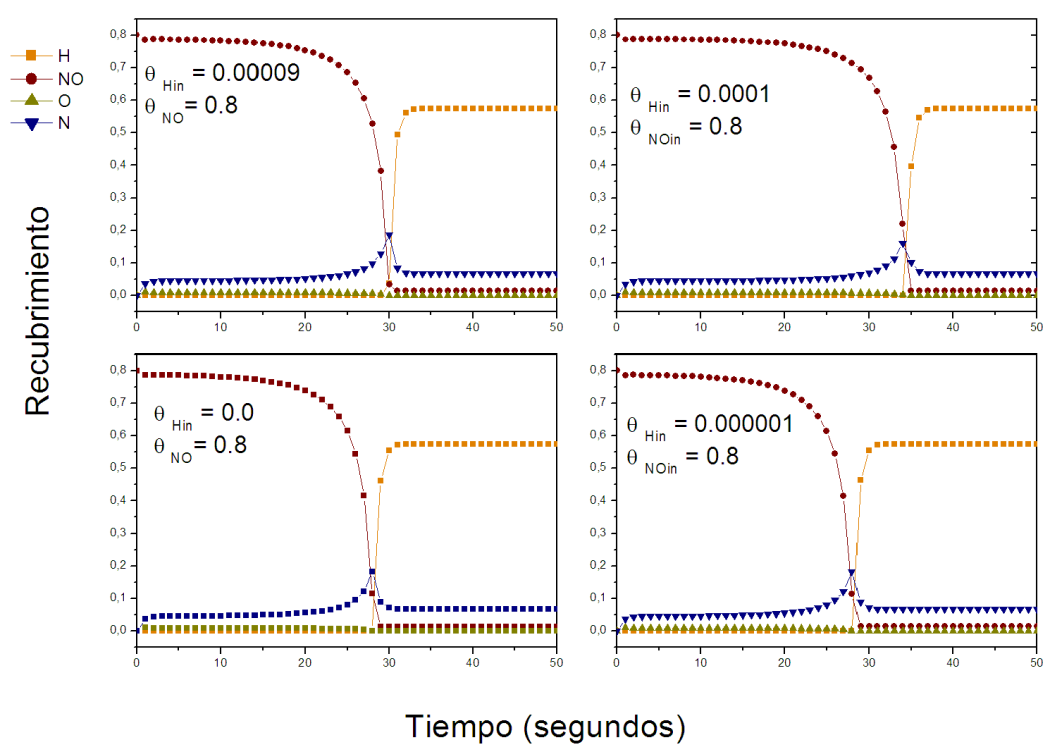 H
NO
O
N
Recubrimiento
0,8
0,7
0,6
0,5
0,4
0,3
0,2
0,1
0,0
θ Hin = 0.00009
θ NO = 0.8
0 10 20 30 40 50
0,8
0,7
0,6
0,5
0,4
0,3
0,2
0,1
0,0
θ Hin = 0.0001
θ NOin = 0.8
0 10 20 30 40 50
0,8
0,7
0,6
0,5
0,4
0,3
0,2
0,1
0,0
θ Hin = 0.0
θ NO = 0.8
0 10 20 30 40 50
0,8
0,7
0,6
0,5
0,4
0,3
0,2
0,1
0,0
θ Hin = 0.000001
θ NOin = 0.8
0 10 20 30 40 50
Tiempo (segundos)